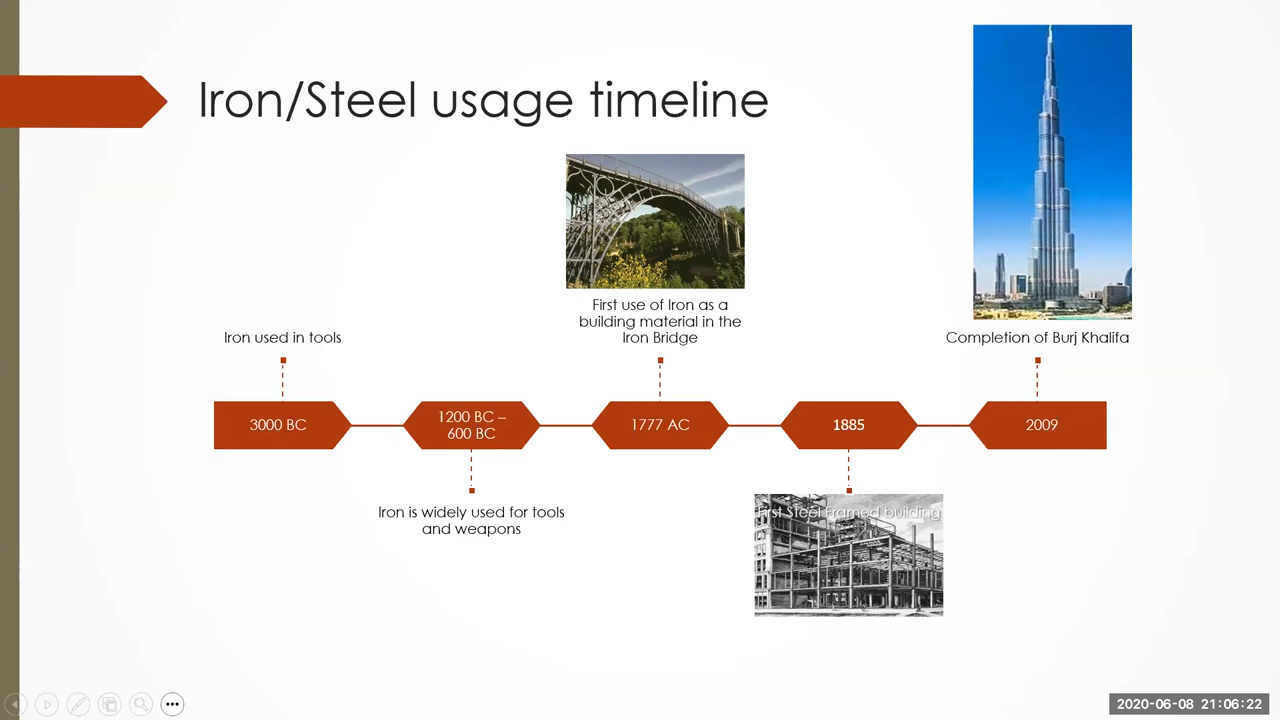 Iron/Steel usage timeline
First use of Iron as a
building material in the
Iron Bridge
Iron used in tools
Completion of Burj Khalifa
3000 BC
1200 BC –
600 BC
1777 AC
1885
2009
Iron is widely used for tools
and weapons
First Steel Framed building
2020-06-08 21:06:22